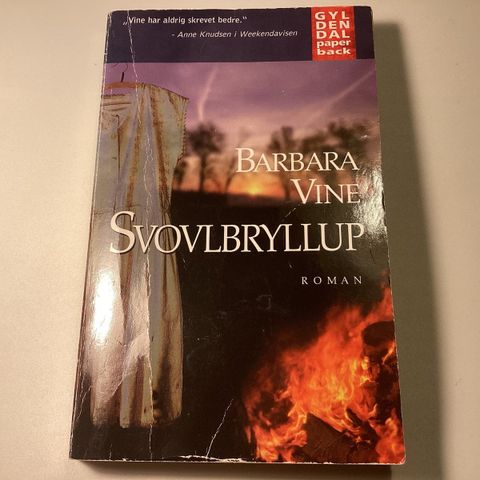 „Vine har aldrig skrevet bedre.“
- Anne Knudsen i Weekendavisen
GYL
DEN
DAL
paper
back
BARBARA
VINE
SVOVLBRYLLUP
ROMAN